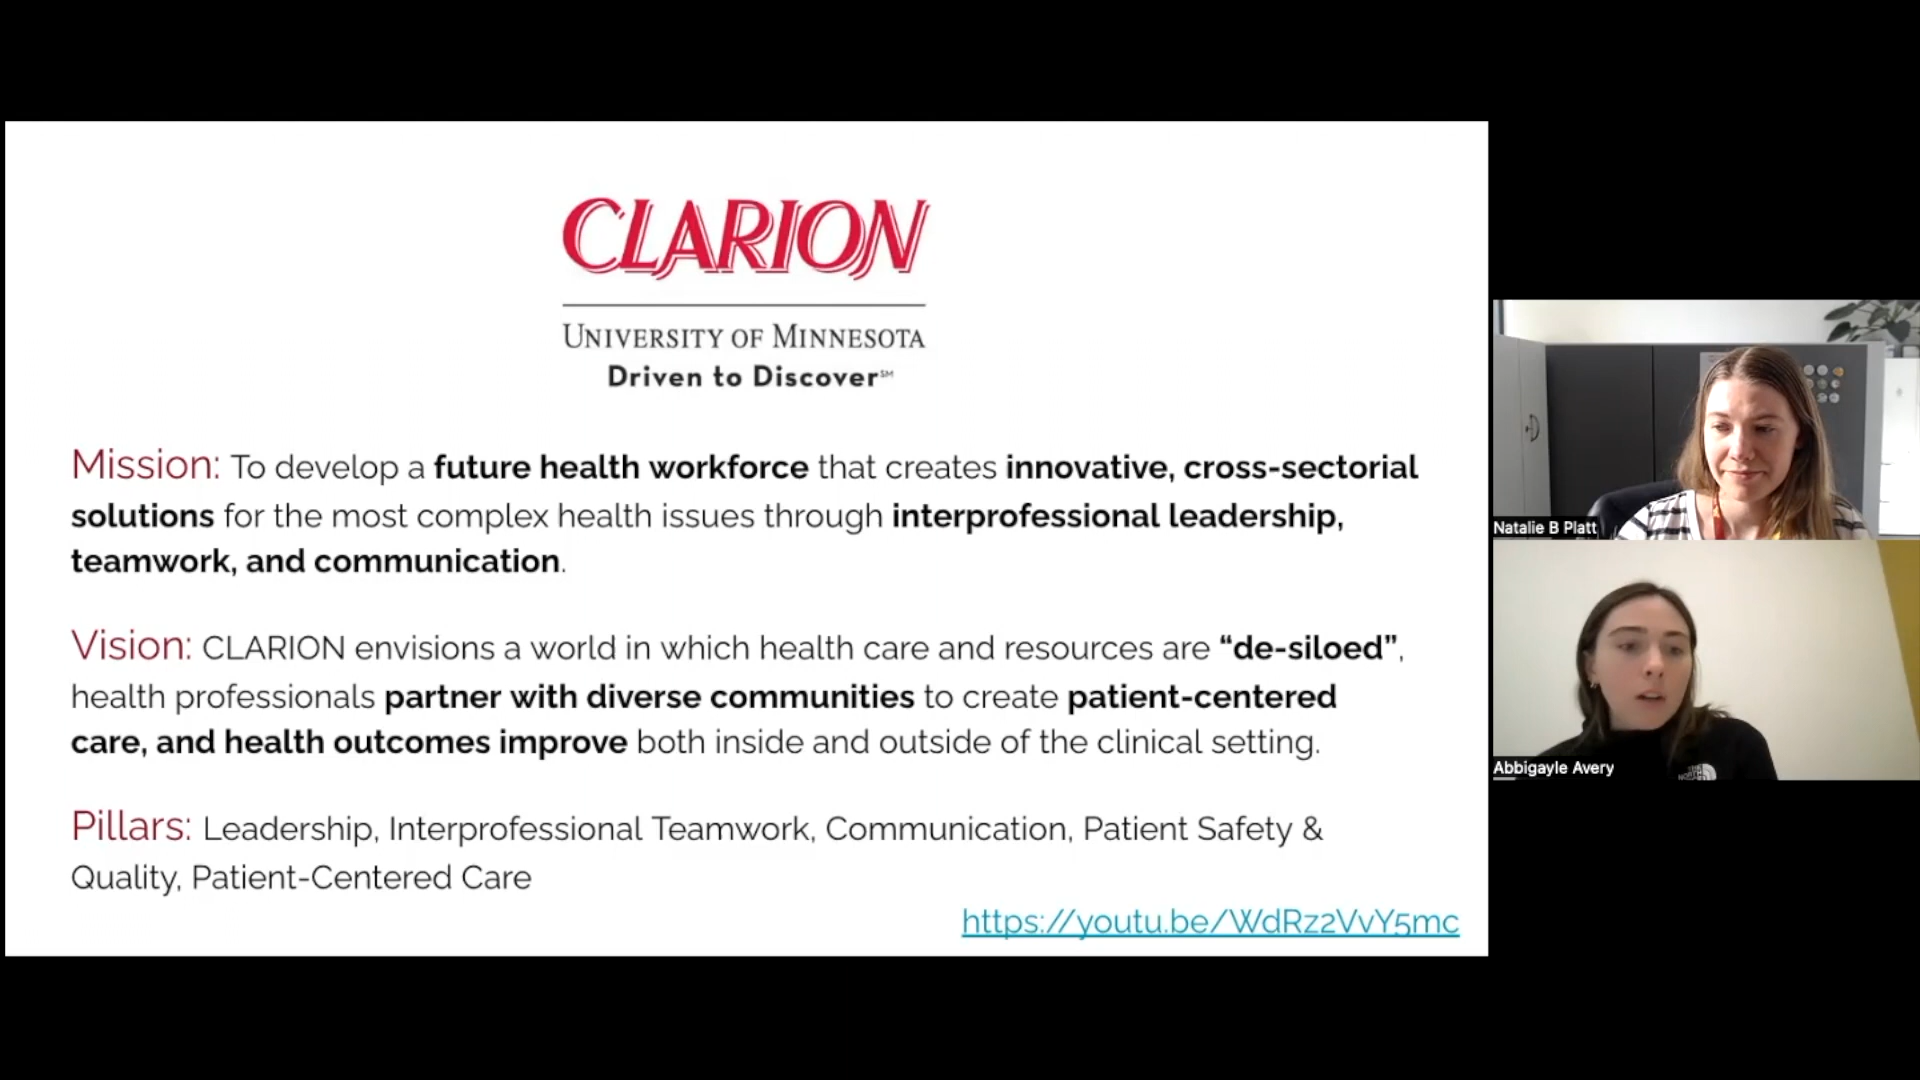 CLARION
UNIVERSITY OF MINNESOTA
Driven to Discover℠
Mission: To develop a future health workforce that creates innovative, cross-sectorial
solutions for the most complex health issues through interprofessional leadership,
teamwork, and communication.
Vision: CLARION envisions a world in which health care and resources are “de-siloed”,
health professionals partner with diverse communities to create patient-centered
care, and health outcomes improve both inside and outside of the clinical setting.
Pillars: Leadership, Interprofessional Teamwork, Communication, Patient Safety &
Quality, Patient-Centered Care
https://youtu.be/WdRz2VvY5mc
Natalie B Platt
Abbigayle Avery
THE
NORTH